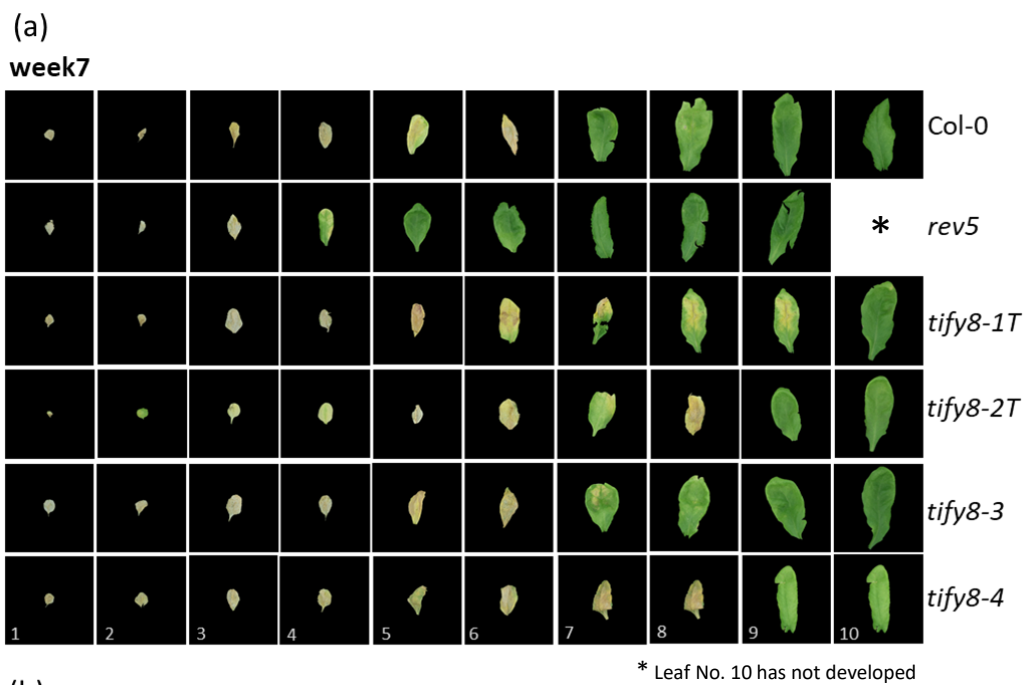 (a)
week7
Col-0
* rev5
tify8-1T
tify8-2T
tify8-3
tify8-4
1 2 3 4 5 6 7 8 9 10
* Leaf No. 10 has not developed